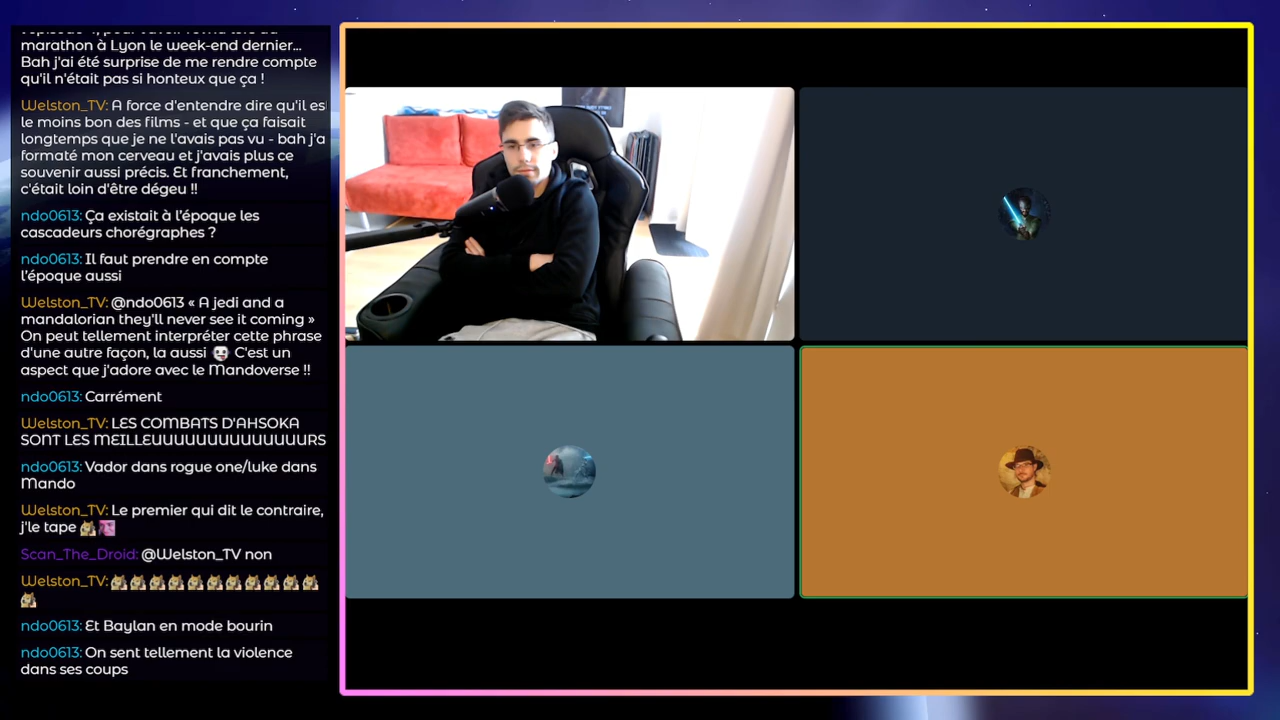 marathon à Lyon le week-end dernier...
Bah j'ai été surprise de me rendre compte
qu'il n'était pas si honteux que ça !
Welston_TV: A force d'entendre dire qu'il es
le moins bon des films - et que ça faisait
longtemps que je ne l'avais pas vu - bah j'a
formaté mon cerveau et j'avais plus ce
souvenir aussi précis. Et franchement,
c'était loin d'être dégeu !!
ndo0613: Ça existait à l'époque les
cascadeurs chorégraphes ?
ndo0613: Il faut prendre en compte
l'époque aussi
Welston_TV: @ndo0613 « A jedi and a
mandalorian they'll never see it coming »
On peut tellement interpréter cette phrase
d'une autre façon, la aussi C'est un
aspect que j'adore avec le Mandoverse !!
ndo0613: Carrément
Welston_TV: LES COMBATS D'AHSOKA
SONT LES MEILLEUUUUUUUUUUUUUUURS
ndo0613: Vador dans rogue one/luke dans
Mando
Welston_TV: Le premier qui dit le contraire,
j'le tape
Scan_The_Droid: @Welston_TV non
Welston_TV:
ndo0613: Et Baylan en mode bourin
ndo0613: On sent tellement la violence
dans ses coups